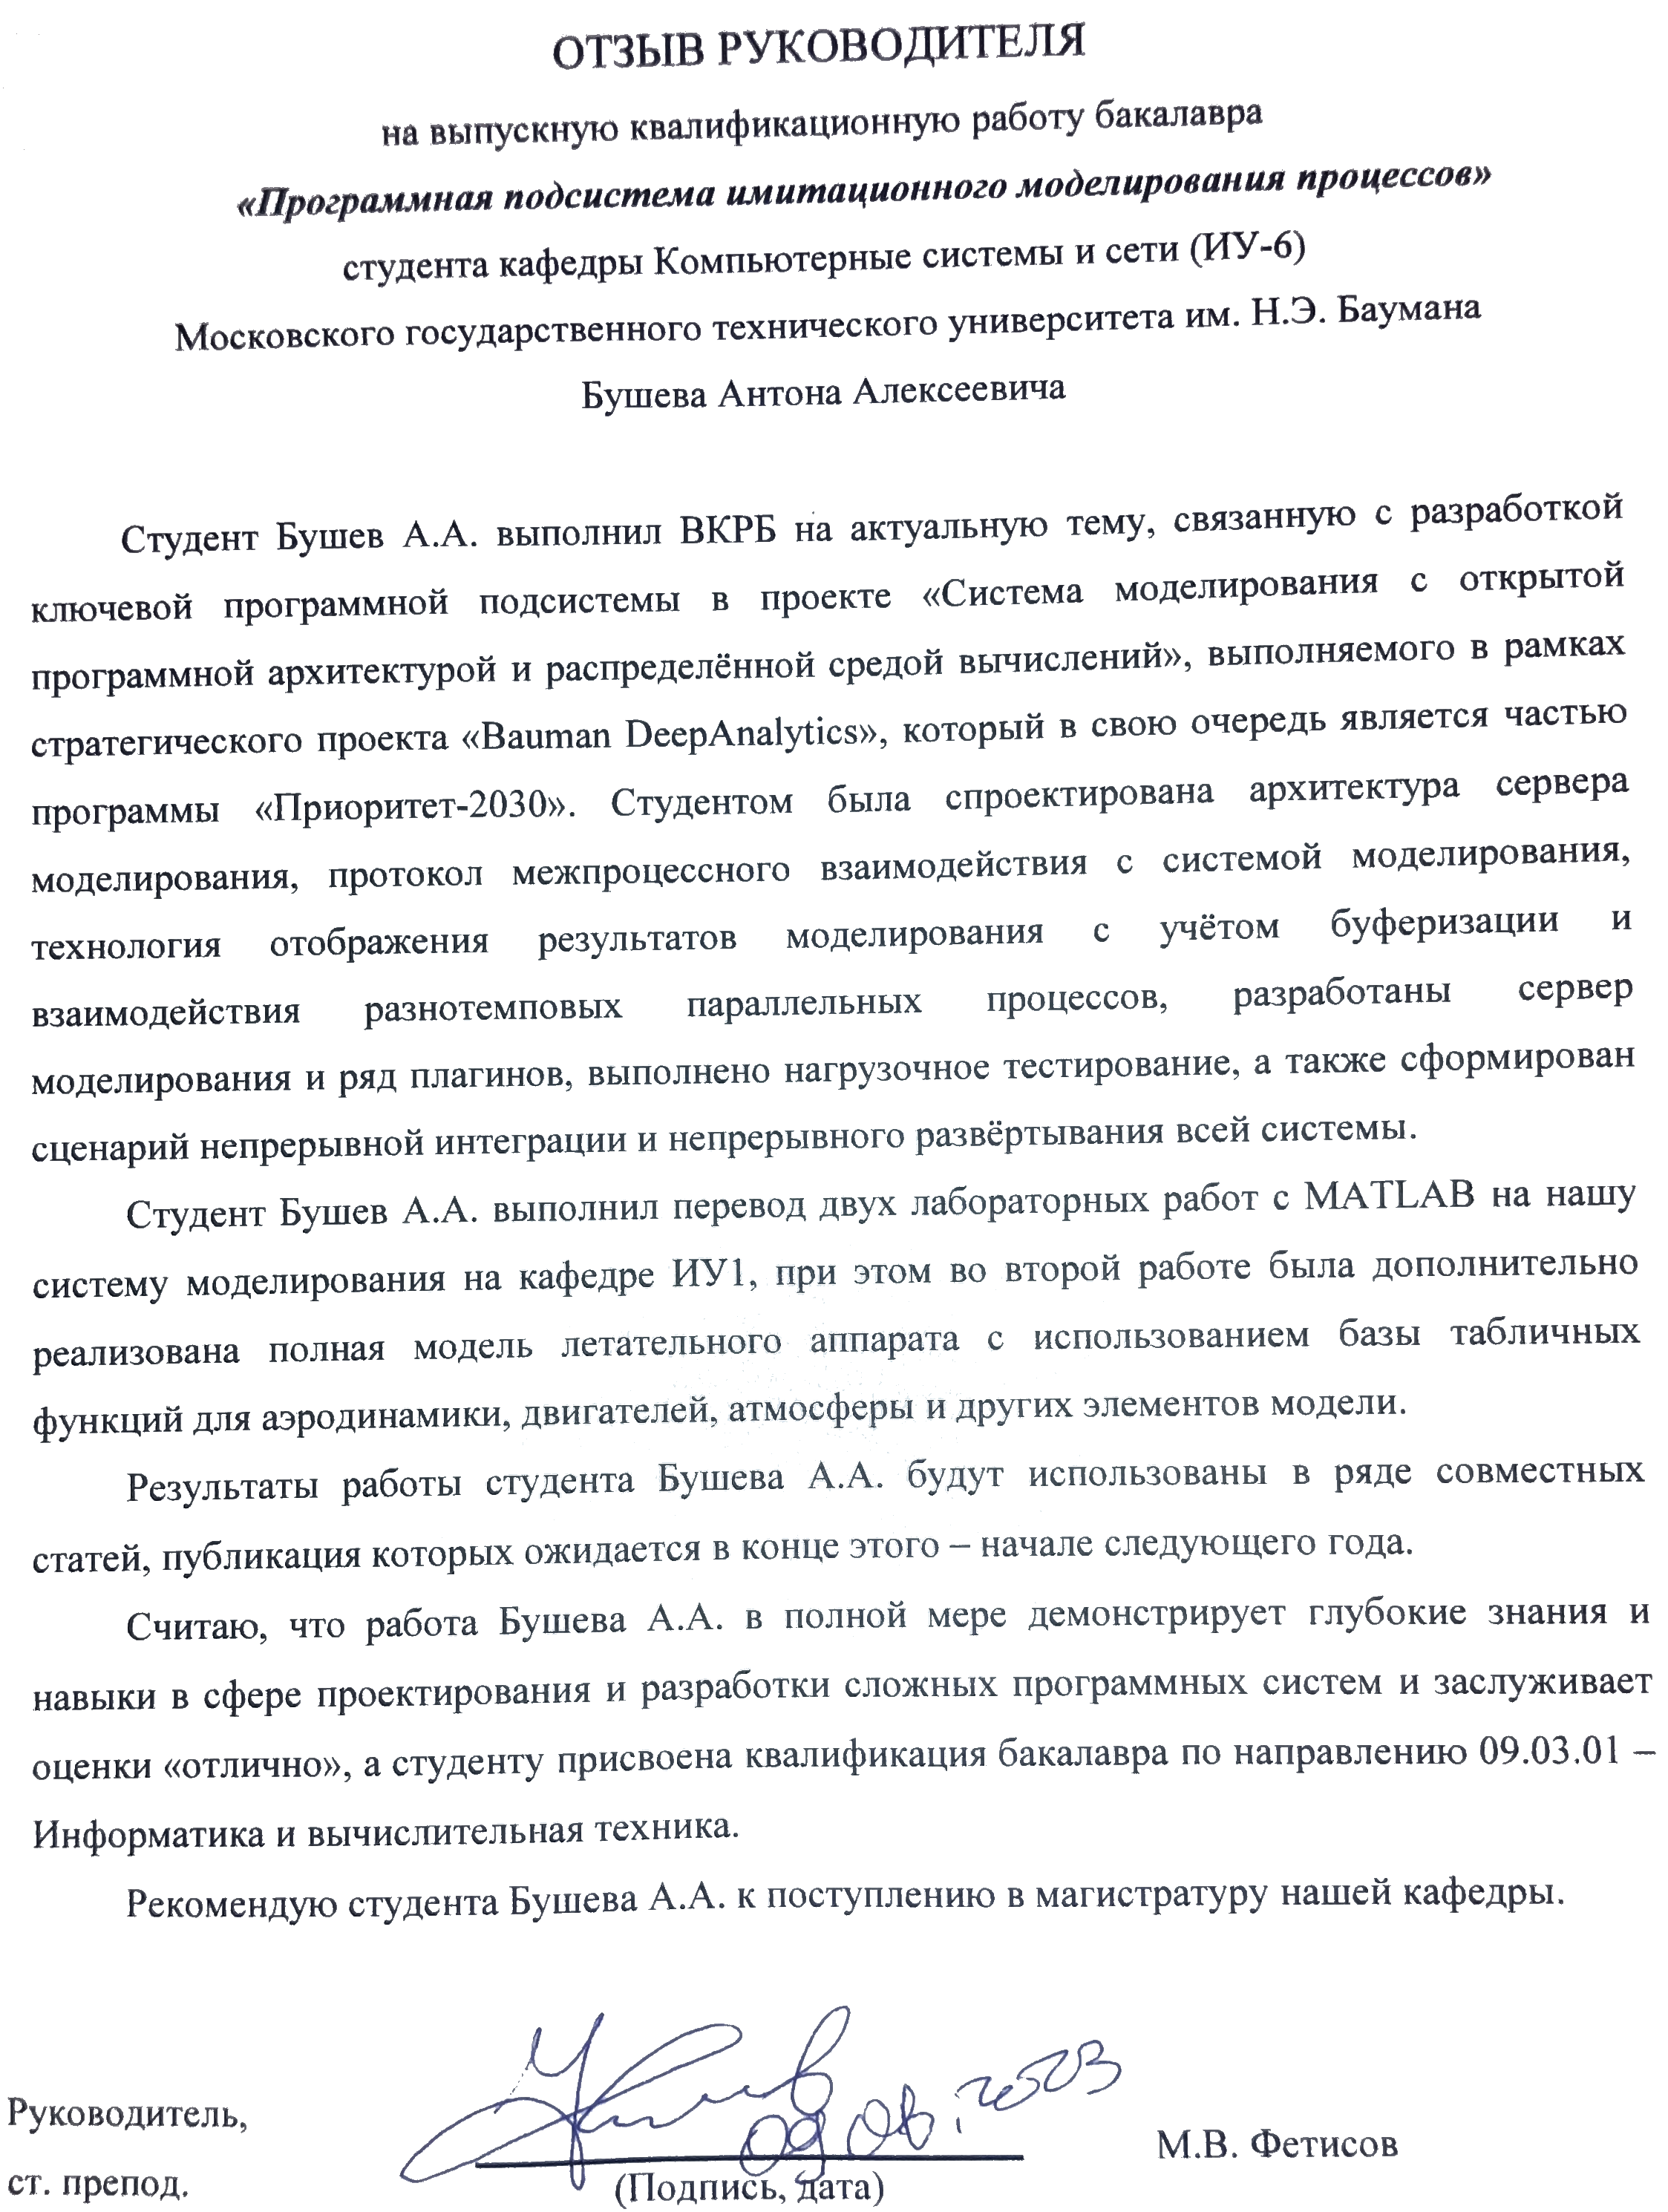 ОТЗЫВ РУКОВОДИТЕЛЯ
на выпускную квалификационную работу бакалавра
«Программная подсистема имитационного моделирования процессов»
студента кафедры Компьютерные системы и сети (ИУ-6)
Московского государственного технического университета им. Н.Э. Баумана
Бушева Антона Алексеевича
Студент Бушев А.А. выполнил ВКРБ на актуальную тему, связанную с разработкой
ключевой программной подсистемы в проекте «Система моделирования с открытой
программной архитектурой и распределённой средой вычислений», выполняемого в рамках
стратегического проекта «Bauman DeepAnalytics», который в свою очередь является частью
программы «Приоритет-2030». Студентом была спроектирована архитектура сервера
моделирования, протокол межпроцессного взаимодействия с системой моделирования,
технология отображения результатов моделирования с учётом буферизации и
взаимодействия разнотемповых параллельных процессов, разработаны сервер
моделирования и ряд плагинов, выполнено нагрузочное тестирование, а также сформирован
сценарий непрерывной интеграции и непрерывного развёртывания всей системы.
Студент Бушев А.А. выполнил перевод двух лабораторных работ с MATLAB на нашу
систему моделирования на кафедре ИУ1, при этом во второй работе была дополнительно
реализована полная модель летательного аппарата с использованием базы табличных
функций для аэродинамики, двигателей, атмосферы и других элементов модели.
Результаты работы студента Бушева А.А. будут использованы в ряде совместных
статей, публикация которых ожидается в конце этого – начале следующего года.
Считаю, что работа Бушева А.А. в полной мере демонстрирует глубокие знания и
навыки в сфере проектирования и разработки сложных программных систем и заслуживает
оценки «отлично», а студенту присвоена квалификация бакалавра по направлению 09.03.01 –
Информатика и вычислительная техника.
Рекомендую студента Бушева А.А. к поступлению в магистратуру нашей кафедры.
Руководитель,
ст. препод.
09.06.2023
(Подпись, дата)
М.В. Фетисов